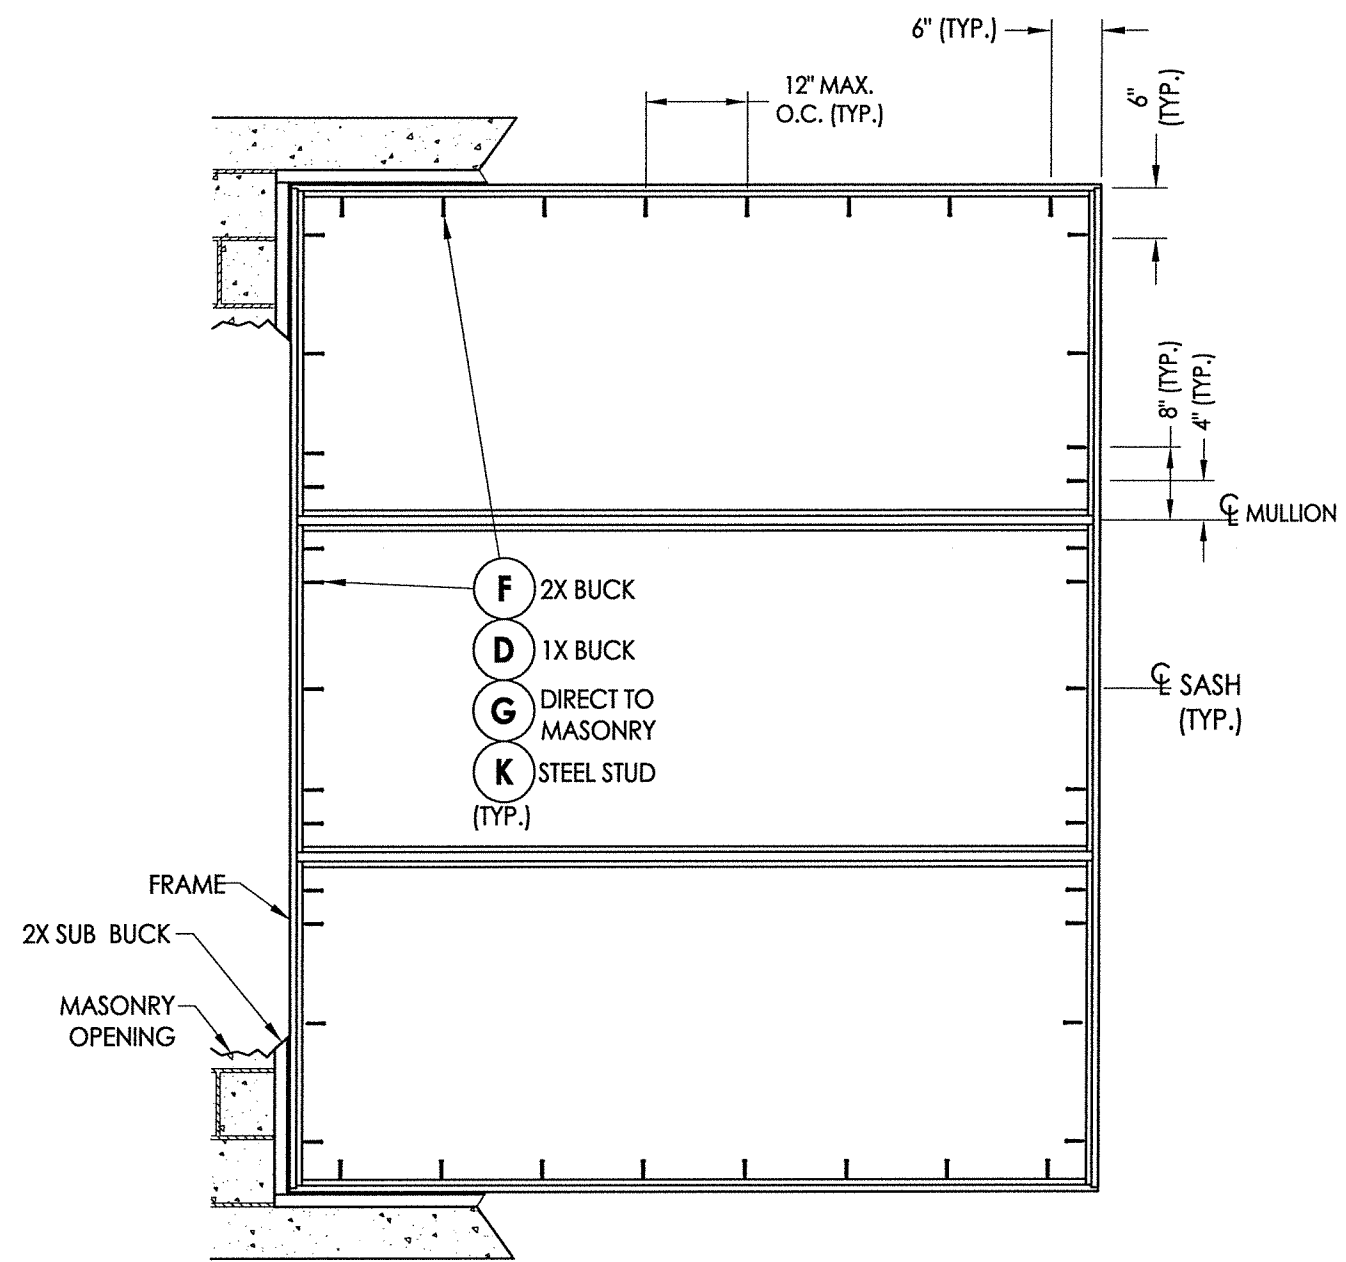 6" (TYP.)
12" MAX.
O.C. (TYP.)
6"
(TYP.)
8" (TYP.)
4" (TYP.)
℄ MULLION
F 2X BUCK
D 1X BUCK
G DIRECT TO
MASONRY
K STEEL STUD
(TYP.)
℄ SASH
(TYP.)
FRAME
2X SUB BUCK
MASONRY
OPENING